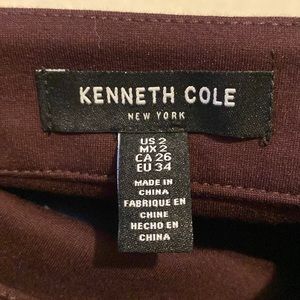 KENNETH COLE
NEW YORK
US 2
MX 2
CA 26
EU 34
MADE IN
CHINA
FABRIQUE EN
CHINE
HECHO EN
CHINA